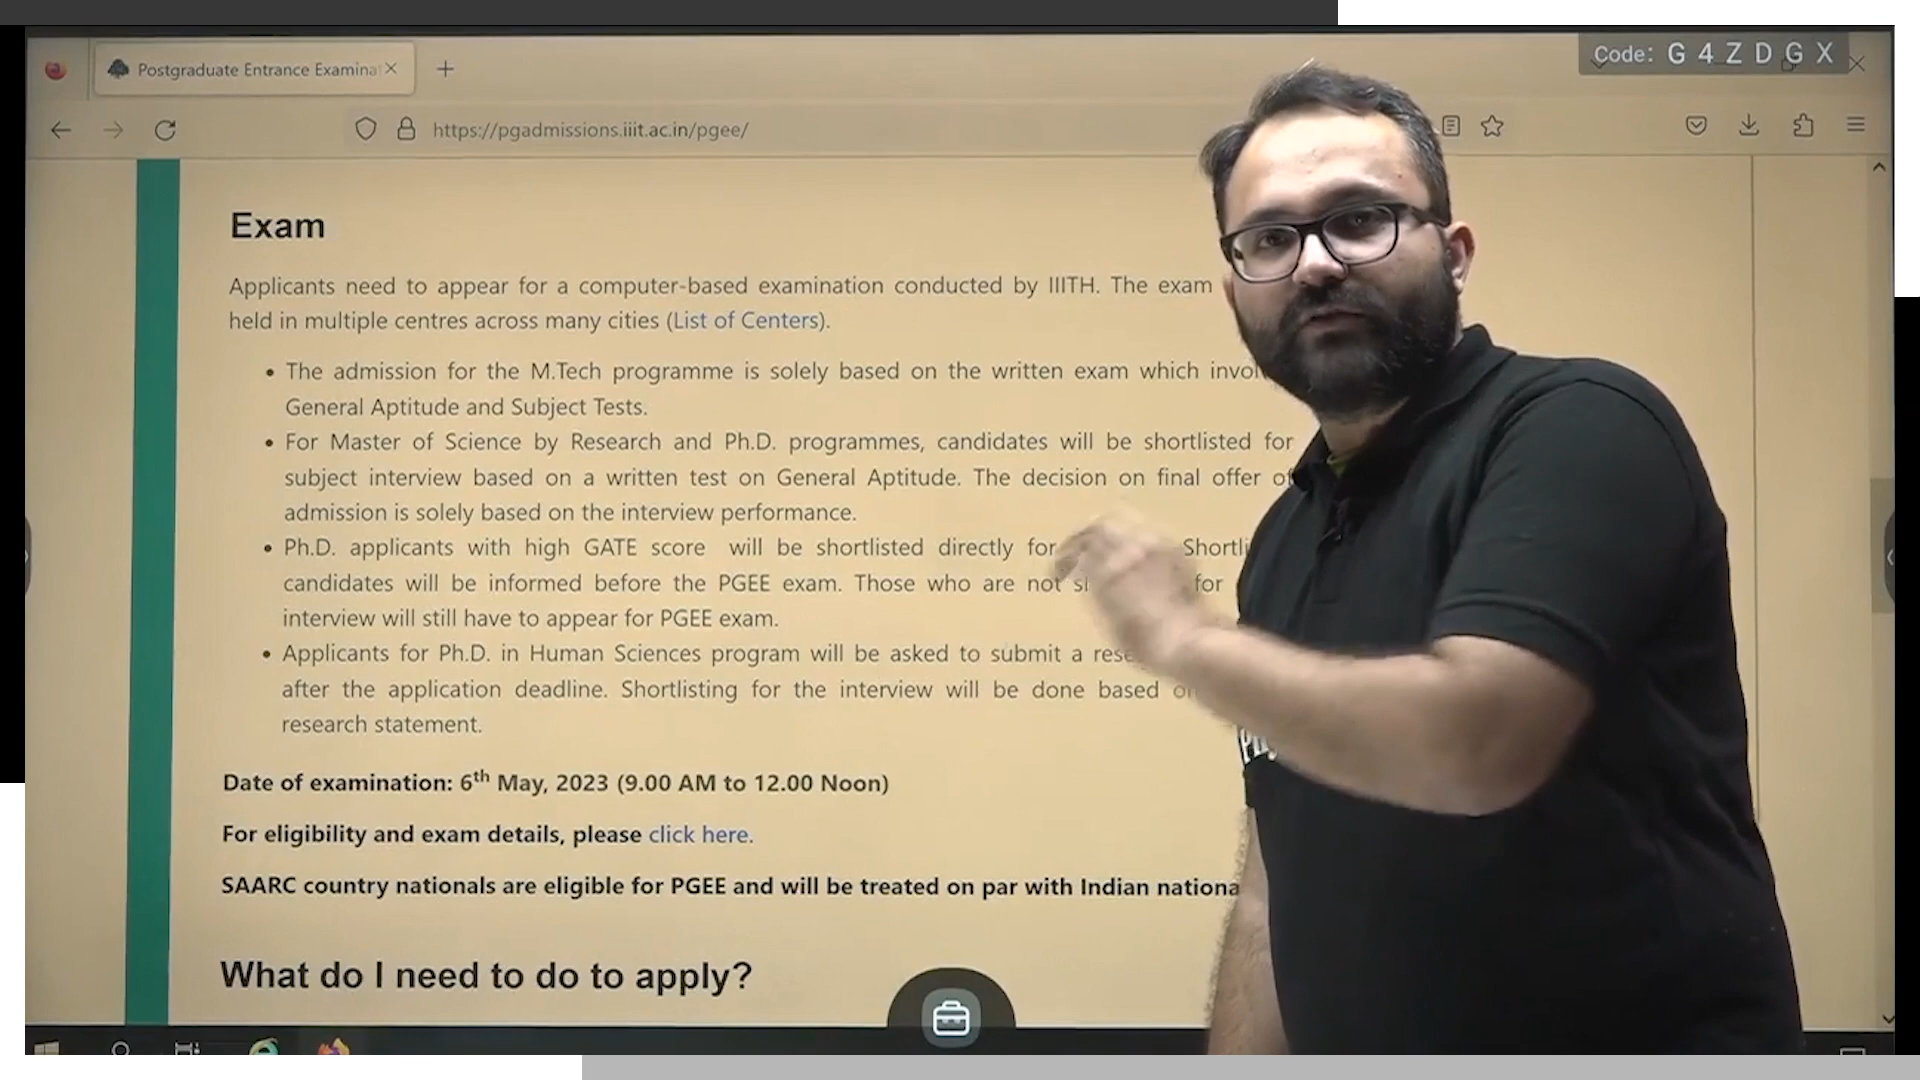 Code: G 4 Z D G X
Postgraduate Entrance Examina
https://pgadmissions.iiit.ac.in/pgee/
Exam
Applicants need to appear for a computer-based examination conducted by IIITH. The exam
held in multiple centres across many cities (List of Centers).
• The admission for the M.Tech programme is solely based on the written exam which
General Aptitude and Subject Tests.
• For Master of Science by Research and Ph.D. programmes, candidates will be shortlisted for
subject interview based on a written test on General Aptitude. The decision on final offer of
admission is solely based on the interview performance.
• Ph.D. applicants with high GATE score will be shortlisted directly for
candidates will be informed before the PGEE exam. Those who are not for
interview will still have to appear for PGEE exam.
• Applicants for Ph.D. in Human Sciences program will be asked to submit a
after the application deadline. Shortlisting for the interview will be done based
research statement.
Date of examination: 6th May, 2023 (9.00 AM to 12.00 Noon)
For eligibility and exam details, please click here.
SAARC country nationals are eligible for PGEE and will be treated on par with Indian
What do I need to do to apply?